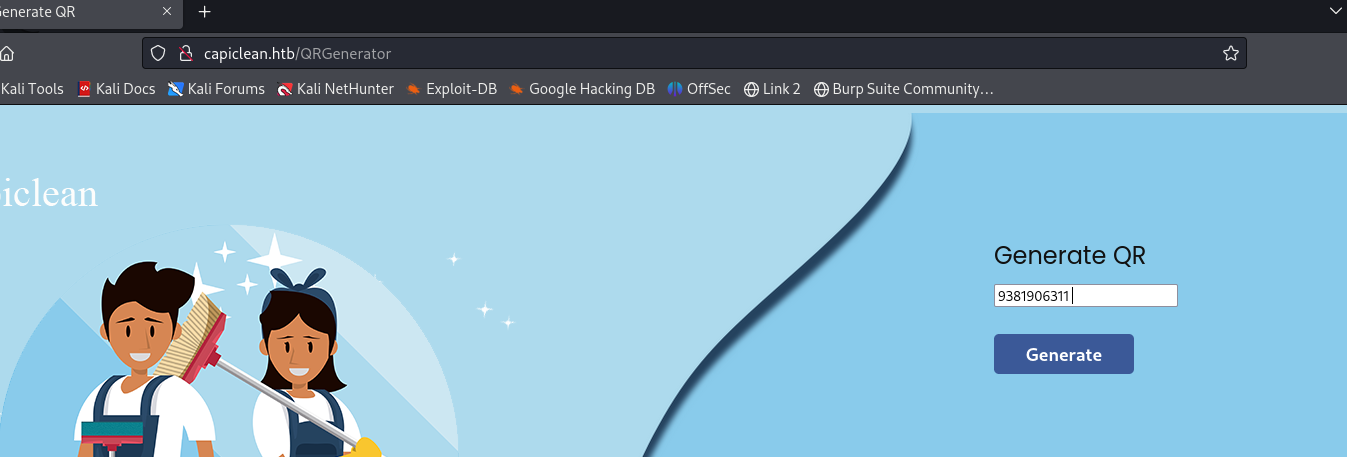 enerate QR
capiclean.htb/QRGenerator
Kali Tools Kali Docs Kali Forums Kali NetHunter Exploit-DB Google Hacking DB OffSec Link 2 Burp Suite Community…
iclean
Generate QR
9381906311
Generate